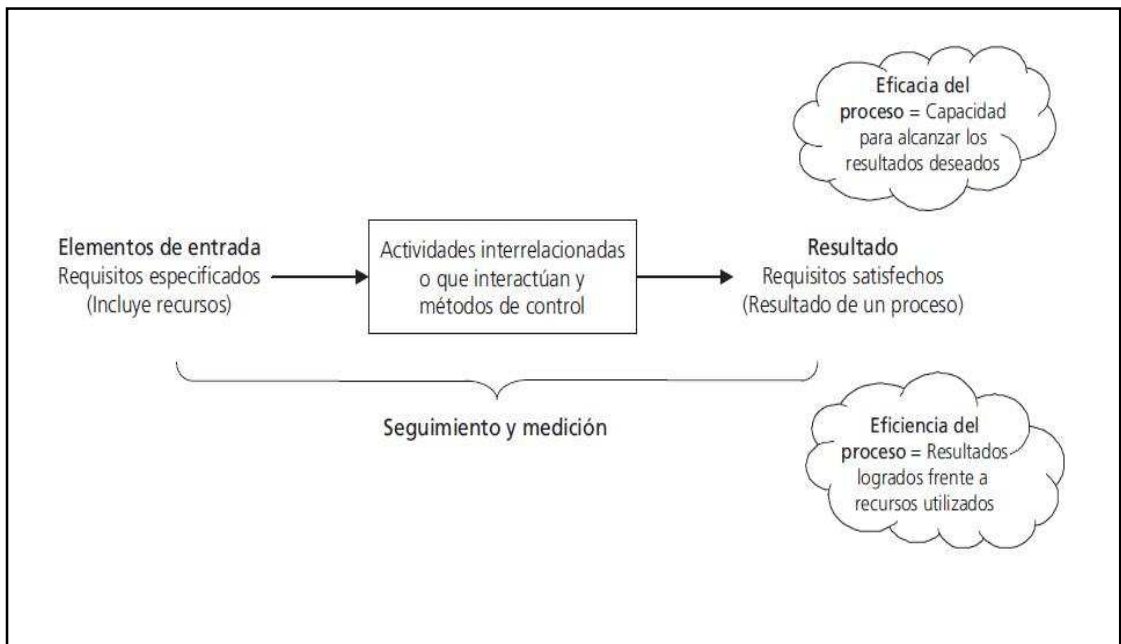 Eficacia del
proceso = Capacidad
para alcanzar los
resultados deseados
Elementos de entrada
Requisitos especificados
(Incluye recursos)
Actividades interrelacionadas
o que interactúan y
métodos de control
Resultado
Requisitos satisfechos
(Resultado de un proceso)
Seguimiento y medición
Eficiencia del
proceso = Resultados
logrados frente a
recursos utilizados